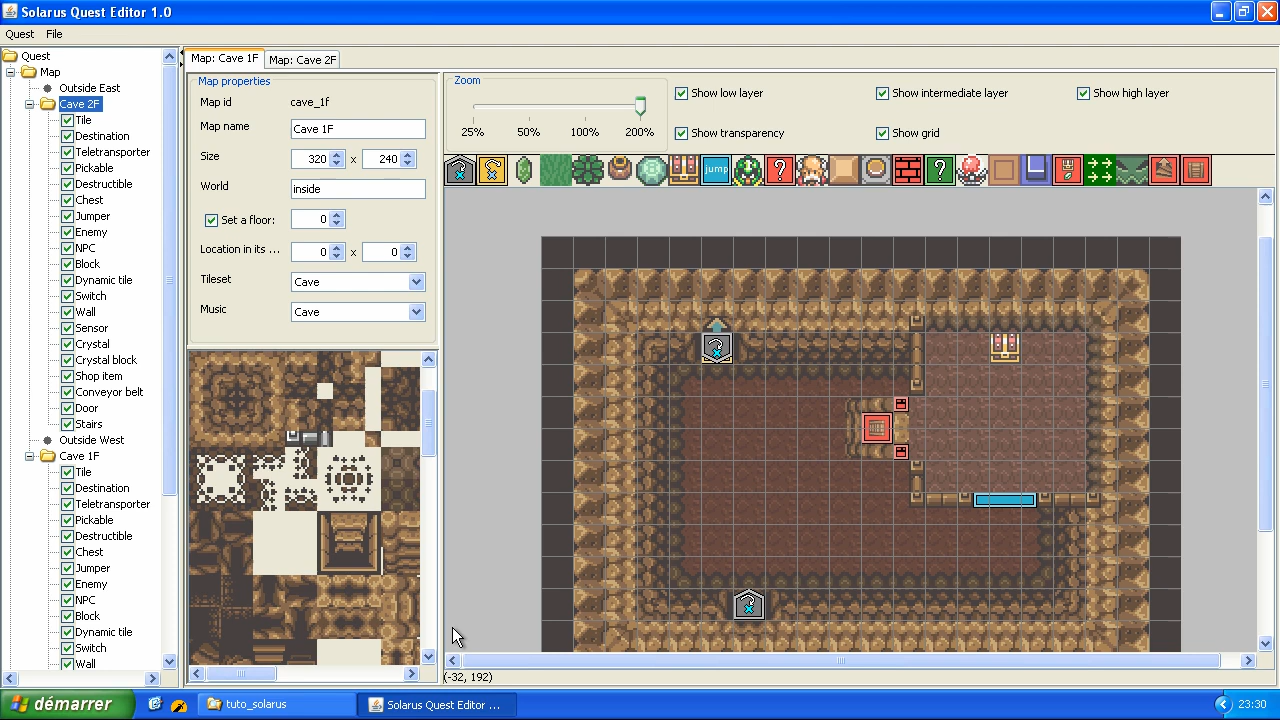 Solarus Quest Editor 1.0
Quest File
Quest
Map
Outside East
Cave 2F
Tile
Destination
Teletransporter
Pickable
Destructible
Chest
Jumper
Enemy
NPC
Block
Dynamic tile
Switch
Wall
Sensor
Crystal
Crystal block
Shop item
Conveyor belt
Door
Stairs
Outside West
Cave 1F
Tile
Destination
Teletransporter
Pickable
Destructible
Chest
Jumper
Enemy
NPC
Block
Dynamic tile
Switch
Wall
Map: Cave 1F Map: Cave 2F
Map properties
Map id cave_1f
Map name Cave 1F
Size 320 x 240
World inside
Set a floor: 0
Location in its ... 0 x 0
Tileset Cave
Music Cave
Zoom
25% 50% 100% 200%
Show low layer Show intermediate layer Show high layer
Show transparency Show grid
jump ? ?
(-32, 192)
démarrer tuto_solarus Solarus Quest Editor ... 23:30